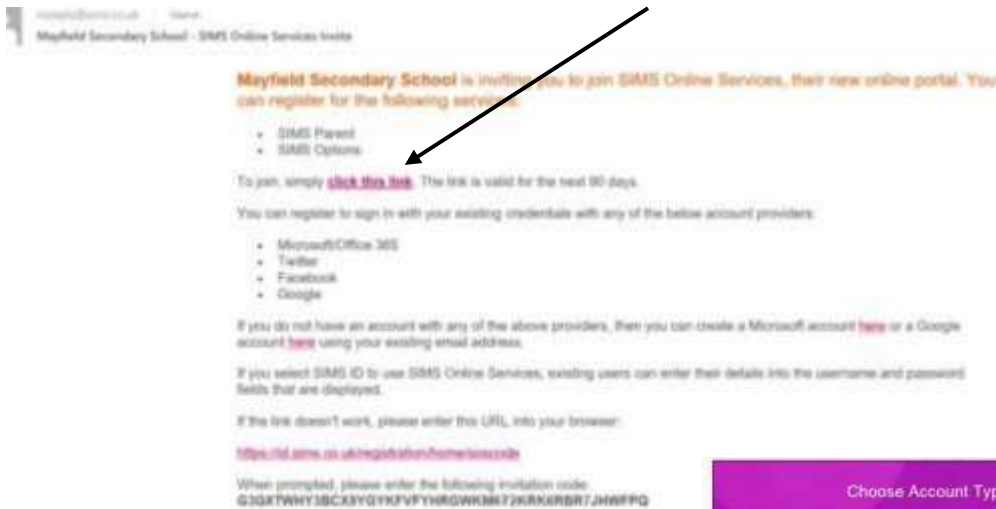 Mayfield Secondary School - SIMS Online Services Invite
Mayfield Secondary School is inviting you to join SIMS Online Services, their new online portal. You
can register for the following services:
SIMS Parent
SIMS Options
To join, simply click this link. The link is valid for the next 90 days.
You can register to sign in with your existing credentials with any of the below account providers:
Microsoft/Office 365
Twitter
Facebook
Google
If you do not have an account with any of the above providers, then you can create a Microsoft account here or a Google
account here using your existing email address.
If you select SIMS ID to use SIMS Online Services, existing users can enter their details into the username and password
fields that are displayed.
If the link doesn't work, please enter this URL into your browser:
When prompted, please enter the following invitation code:
Choose Account Typ